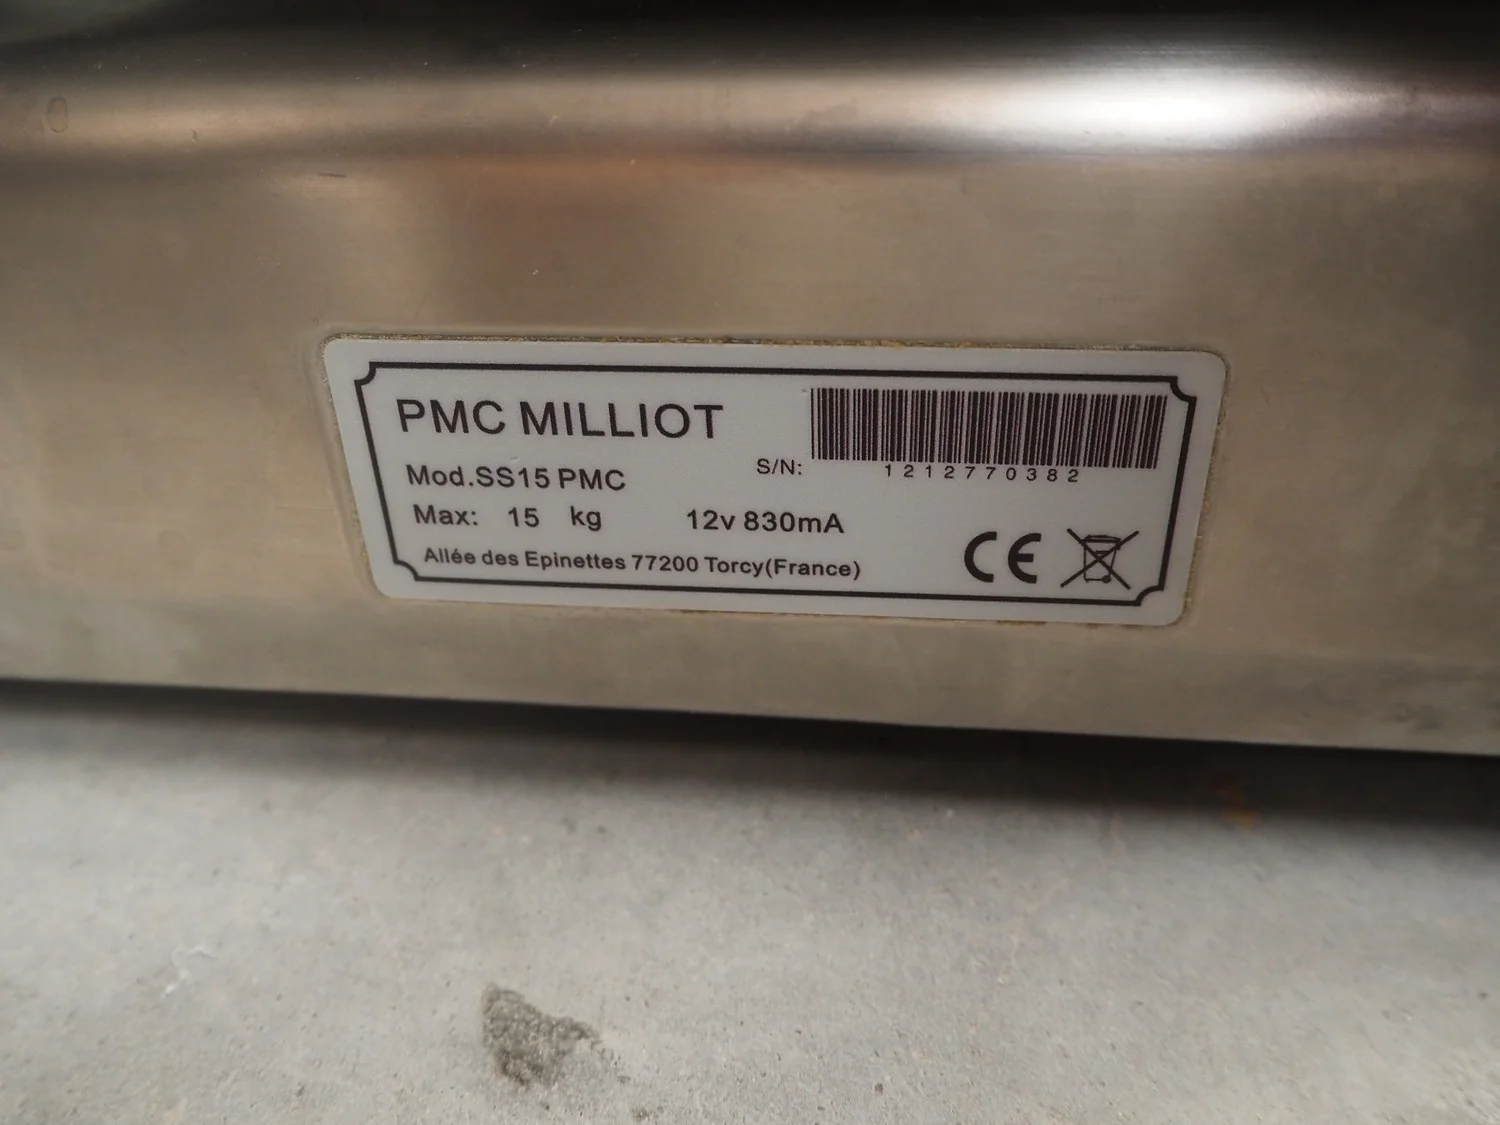 PMC MILLIOT
Mod.SS15 PMC
S/N:
1212770382
Max: 15 kg 12v 830mA
Allée des Epinettes 77200 Torcy(France)
CE